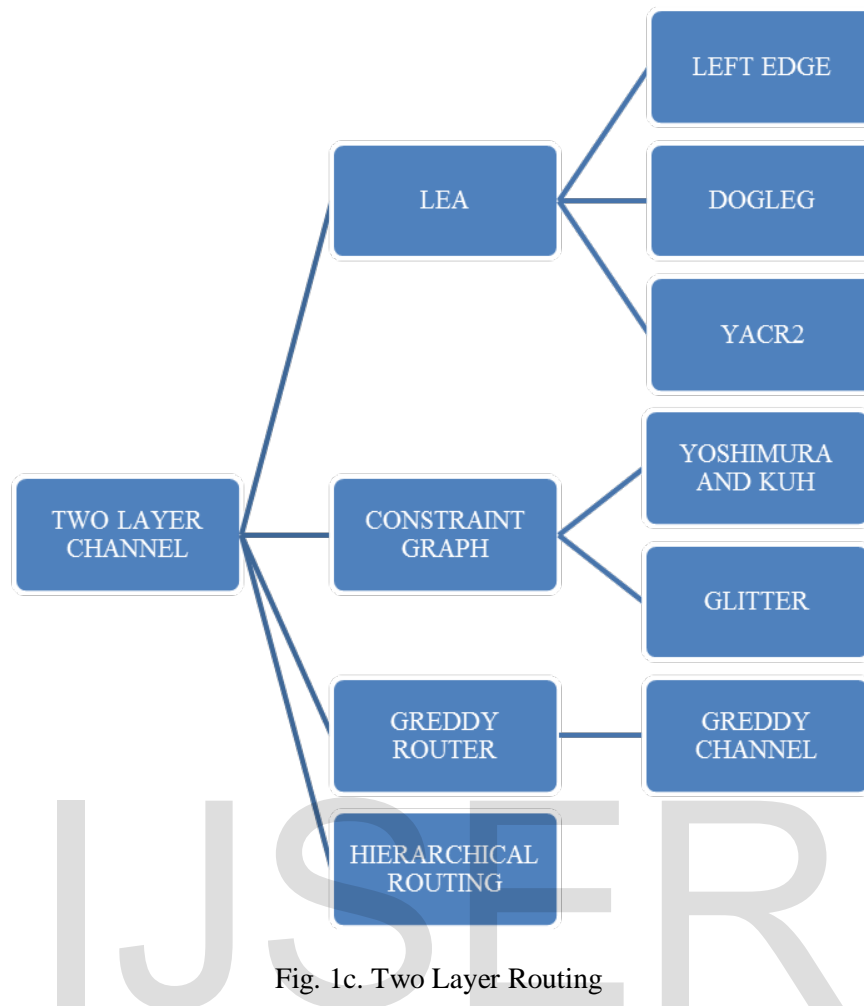 LEFT EDGE
LEA
DOGLEG
YACR2
YOSHIMURA
AND KUH
TWO LAYER
CHANNEL
CONSTRAINT
GRAPH
GLITTER
GREDDY
ROUTER
GREDDY
CHANNEL
HIERARCHICAL
ROUTING
IJSER
Fig. 1c. Two Layer Routing